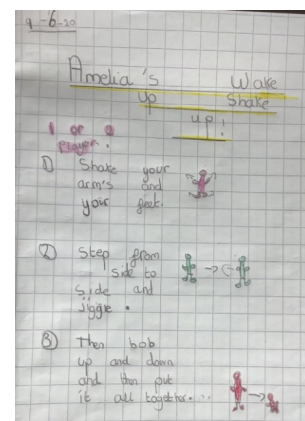 9-6-20
Amelia's Wake
up Shake
up!
1 or 2
player.
1) Shake your
arm's and
your feet.
2) Step from
side to
side and
jiggle.
3) Then bob
up and down
and then put
it all together...